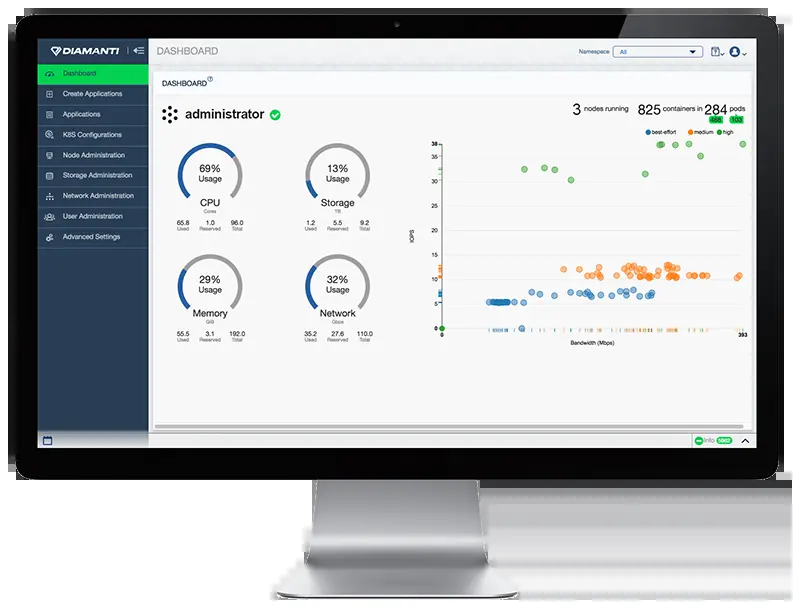 DIAMANTI
DASHBOARD
Namespace All
Dashboard
Create Applications
Applications
K8S Configurations
Node Administration
Storage Administration
Network Administration
User Administration
Advanced Settings
DASHBOARD
administrator
3 nodes running 825 containers in 284 pods
103
best-effort medium high
69%
Usage
CPU
Cores
65.8 1.0 96.0
Used Reserved Total
13%
Usage
Storage
TB
1.2 5.5 9.2
Used Reserved Total
29%
Usage
Memory
GiB
55.5 3.1 192.0
Used Reserved Total
32%
Usage
Network
Gbps
35.2 27.6 110.0
Used Reserved Total
IOPS
38
35
30
25
20
15
10
5
0
0 393
Bandwidth (Mbps)
Info